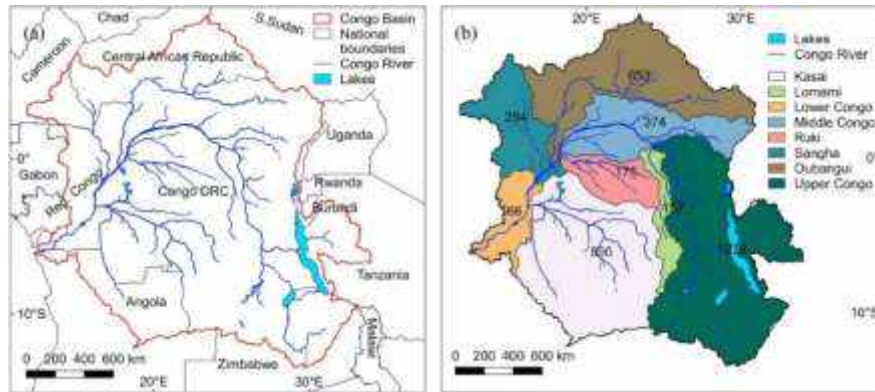 (a)
Chad
S.Sudan
Cameroon
Central African Republic
Congo Basin
National
boundaries
Congo River
Lakes
Uganda
0°
Gabon
Rep. Congo
Congo DRC
Rwanda
Burundi
Tanzania
Angola
10°S
Malawi
Zimbabwe
0 200 400 600 km
20°E
30°E
(b)
20°E
30°E
Lakes
Congo River
Kasai
Lomami
Lower Congo
Middle Congo
Ruki
Sangha
Oubangui
Upper Congo
274
0°
10°S
0 200 400 600 km